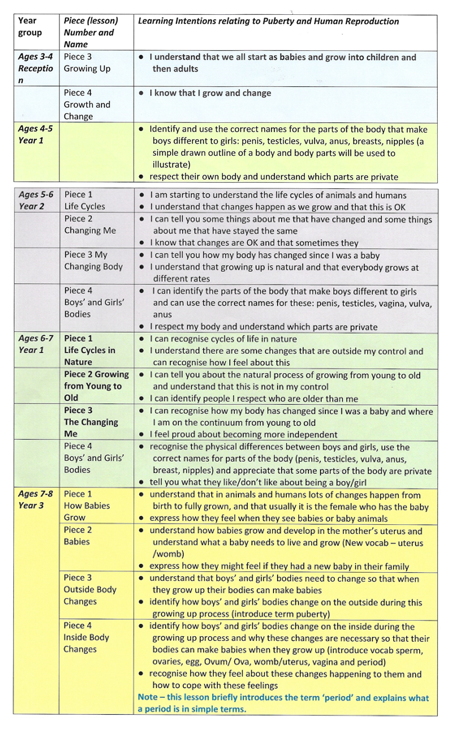 Year group
Piece (lesson) Number and Name
Learning Intentions relating to Puberty and Human Reproduction
Ages 3-4 Reception
Piece 3 Growing Up
• I understand that we all start as babies and grow into children and
then adults
Piece 4 Growth and Change
• I know that I grow and change
Ages 4-5 Year 1
• Identify and use the correct names for the parts of the body that make
boys different to girls: penis, testicles, vulva, anus, breasts, nipples (a
simple drawn outline of a body and body parts will be used to
illustrate)
• respect their own body and understand which parts are private
Ages 5-6 Year 2
Piece 1 Life Cycles
• I am starting to understand the life cycles of animals and humans
• I understand that changes happen as we grow and that this is OK
Piece 2 Changing Me
• I can tell you some things about me that have changed and some things
about me that have stayed the same
• I know that changes are OK and that sometimes they
Piece 3 My Changing Body
• I can tell you how my body has changed since I was a baby
• I understand that growing up is natural and that everybody grows at
different rates
Piece 4 Boys' and Girls' Bodies
• I can identify the parts of the body that make boys different to girls
and can use the correct names for these: penis, testicles, vagina, vulva,
anus
• I respect my body and understand which parts are private
Ages 6-7 Year 1
Piece 1 Life Cycles in Nature
• I can recognise cycles of life in nature
• I understand there are some changes that are outside my control and
can recognise how I feel about this
Piece 2 Growing from Young to Old
• I can tell you about the natural process of growing from young to old
and understand that this is not in my control
• I can identify people I respect who are older than me
Piece 3 The Changing Me
• I can recognise how my body has changed since I was a baby and where
I am on the continuum from young to old
• I feel proud about becoming more independent
Piece 4 Boys' and Girls' Bodies
• recognise the physical differences between boys and girls, use the
correct names for parts of the body (penis, testicles, vulva, anus,
breast, nipples) and appreciate that some parts of the body are private
• tell you what they like/don't like about being a boy/girl
Ages 7-8 Year 3
Piece 1 How Babies Grow
• understand that in animals and humans lots of changes happen from
birth to fully grown, and that usually it is the female who has the baby
• express how they feel when they see babies or baby animals
Piece 2 Babies
• understand how babies grow and develop in the mother's uterus and
understand what a baby needs to live and grow (New vocab – uterus
/womb)
• express how they might feel if they had a new baby in their family
Piece 3 Outside Body Changes
• understand that boys' and girls' bodies need to change so that when
they grow up their bodies can make babies
• identify how boys' and girls' bodies change on the outside during this
growing up process (introduce term puberty)
Piece 4 Inside Body Changes
• identify how boys' and girls' bodies change on the inside during the
growing up process and why these changes are necessary so that their
bodies can make babies when they grow up (introduce vocab sperm,
ovaries, egg, Ovum/ Ova, womb/uterus, vagina and period)
• recognise how they feel about these changes happening to them and
how to cope with these feelings
Note – this lesson briefly introduces the term 'period' and explains what
a period is in simple terms.